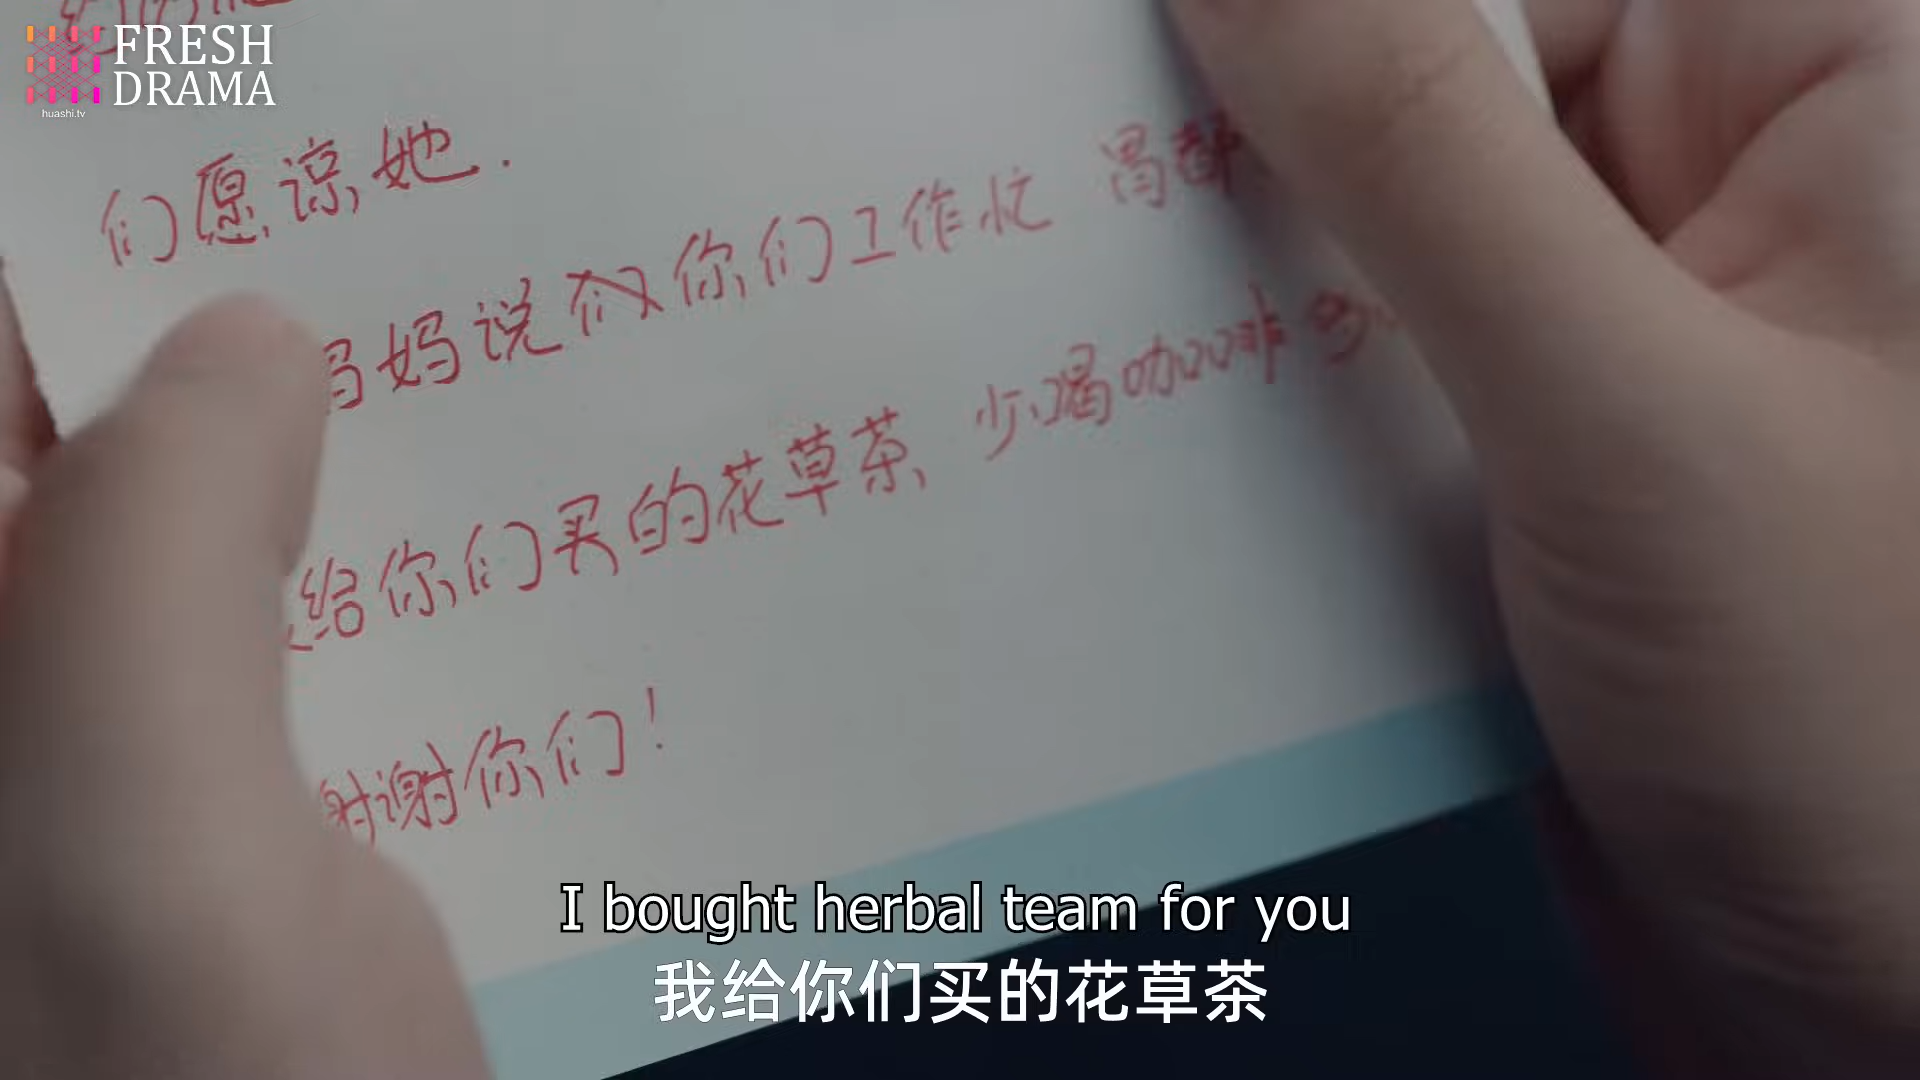 FRESH
DRAMA
huashi.tv
们愿谅她.
妈妈说 你们工作忙
给你们买的花草茶 少喝咖啡
谢谢你们!
I bought herbal team for you
我给你们买的花草茶